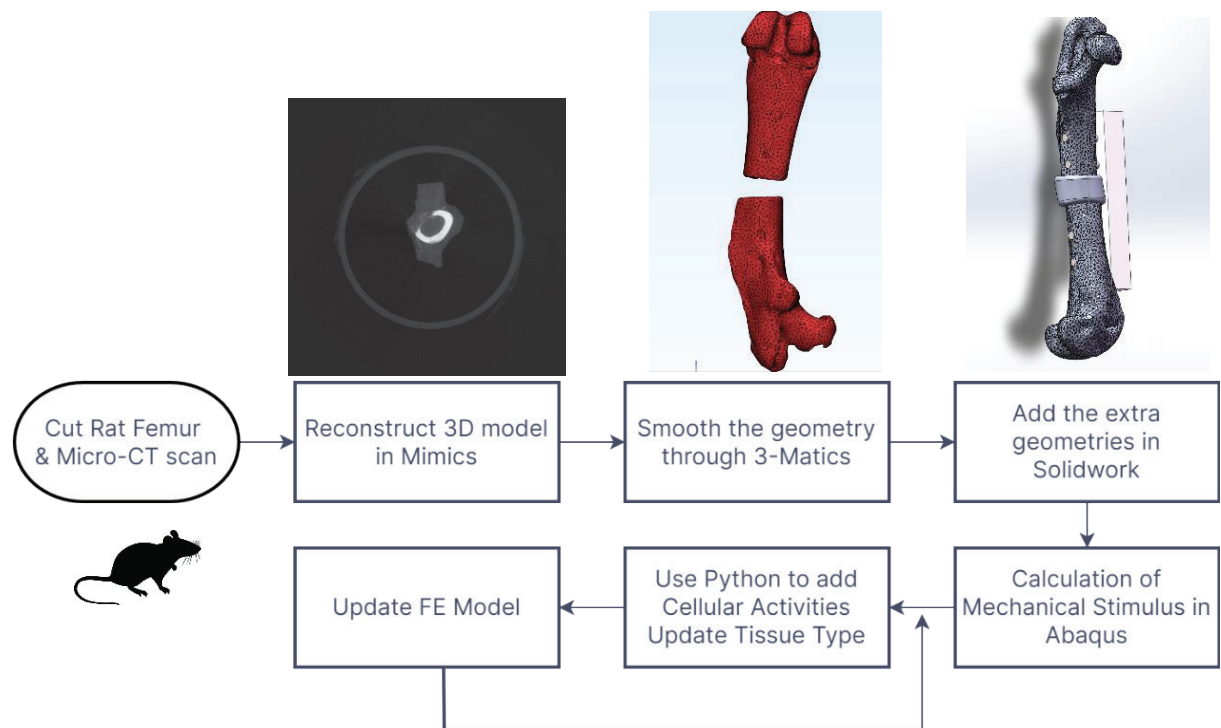 Cut Rat Femur
& Micro-CT scan
Reconstruct 3D model
in Mimics
Smooth the geometry
through 3-Matics
Add the extra
geometries in
Solidwork
Update FE Model
Use Python to add
Cellular Activities
Update Tissue Type
Calculation of
Mechanical Stimulus in
Abaqus